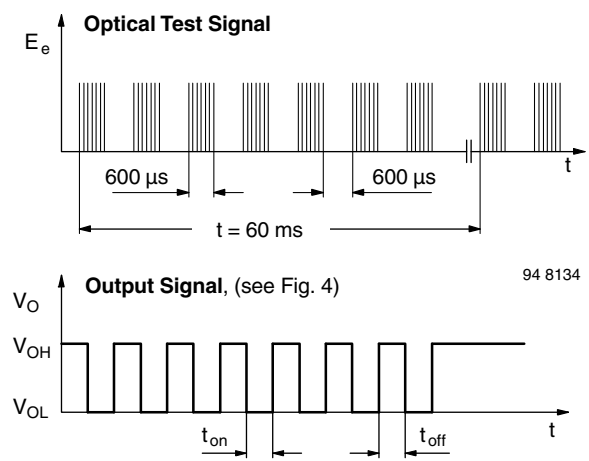 Optical Test Signal
E e
t
600 µs
600 µs
t = 60 ms
94 8134
Output Signal, (see Fig. 4)
V O
V OH
V OL
t on
t off
t